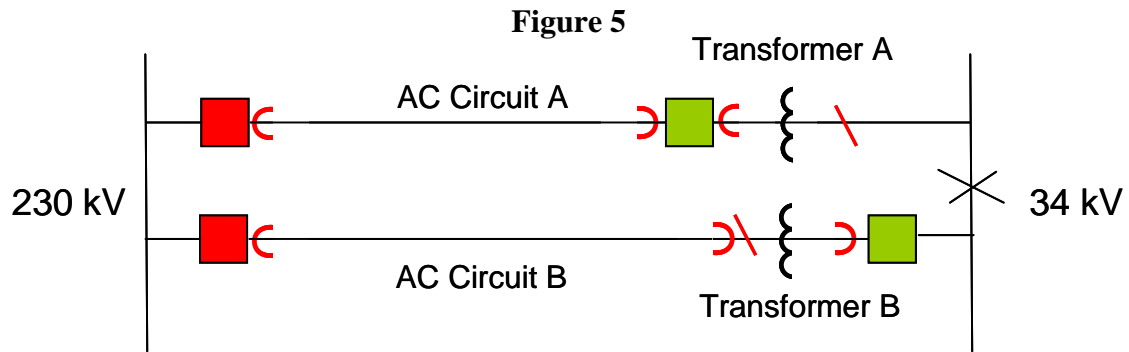 Figure 5
Transformer A
AC Circuit A
230 kV
34 kV
AC Circuit B
Transformer B